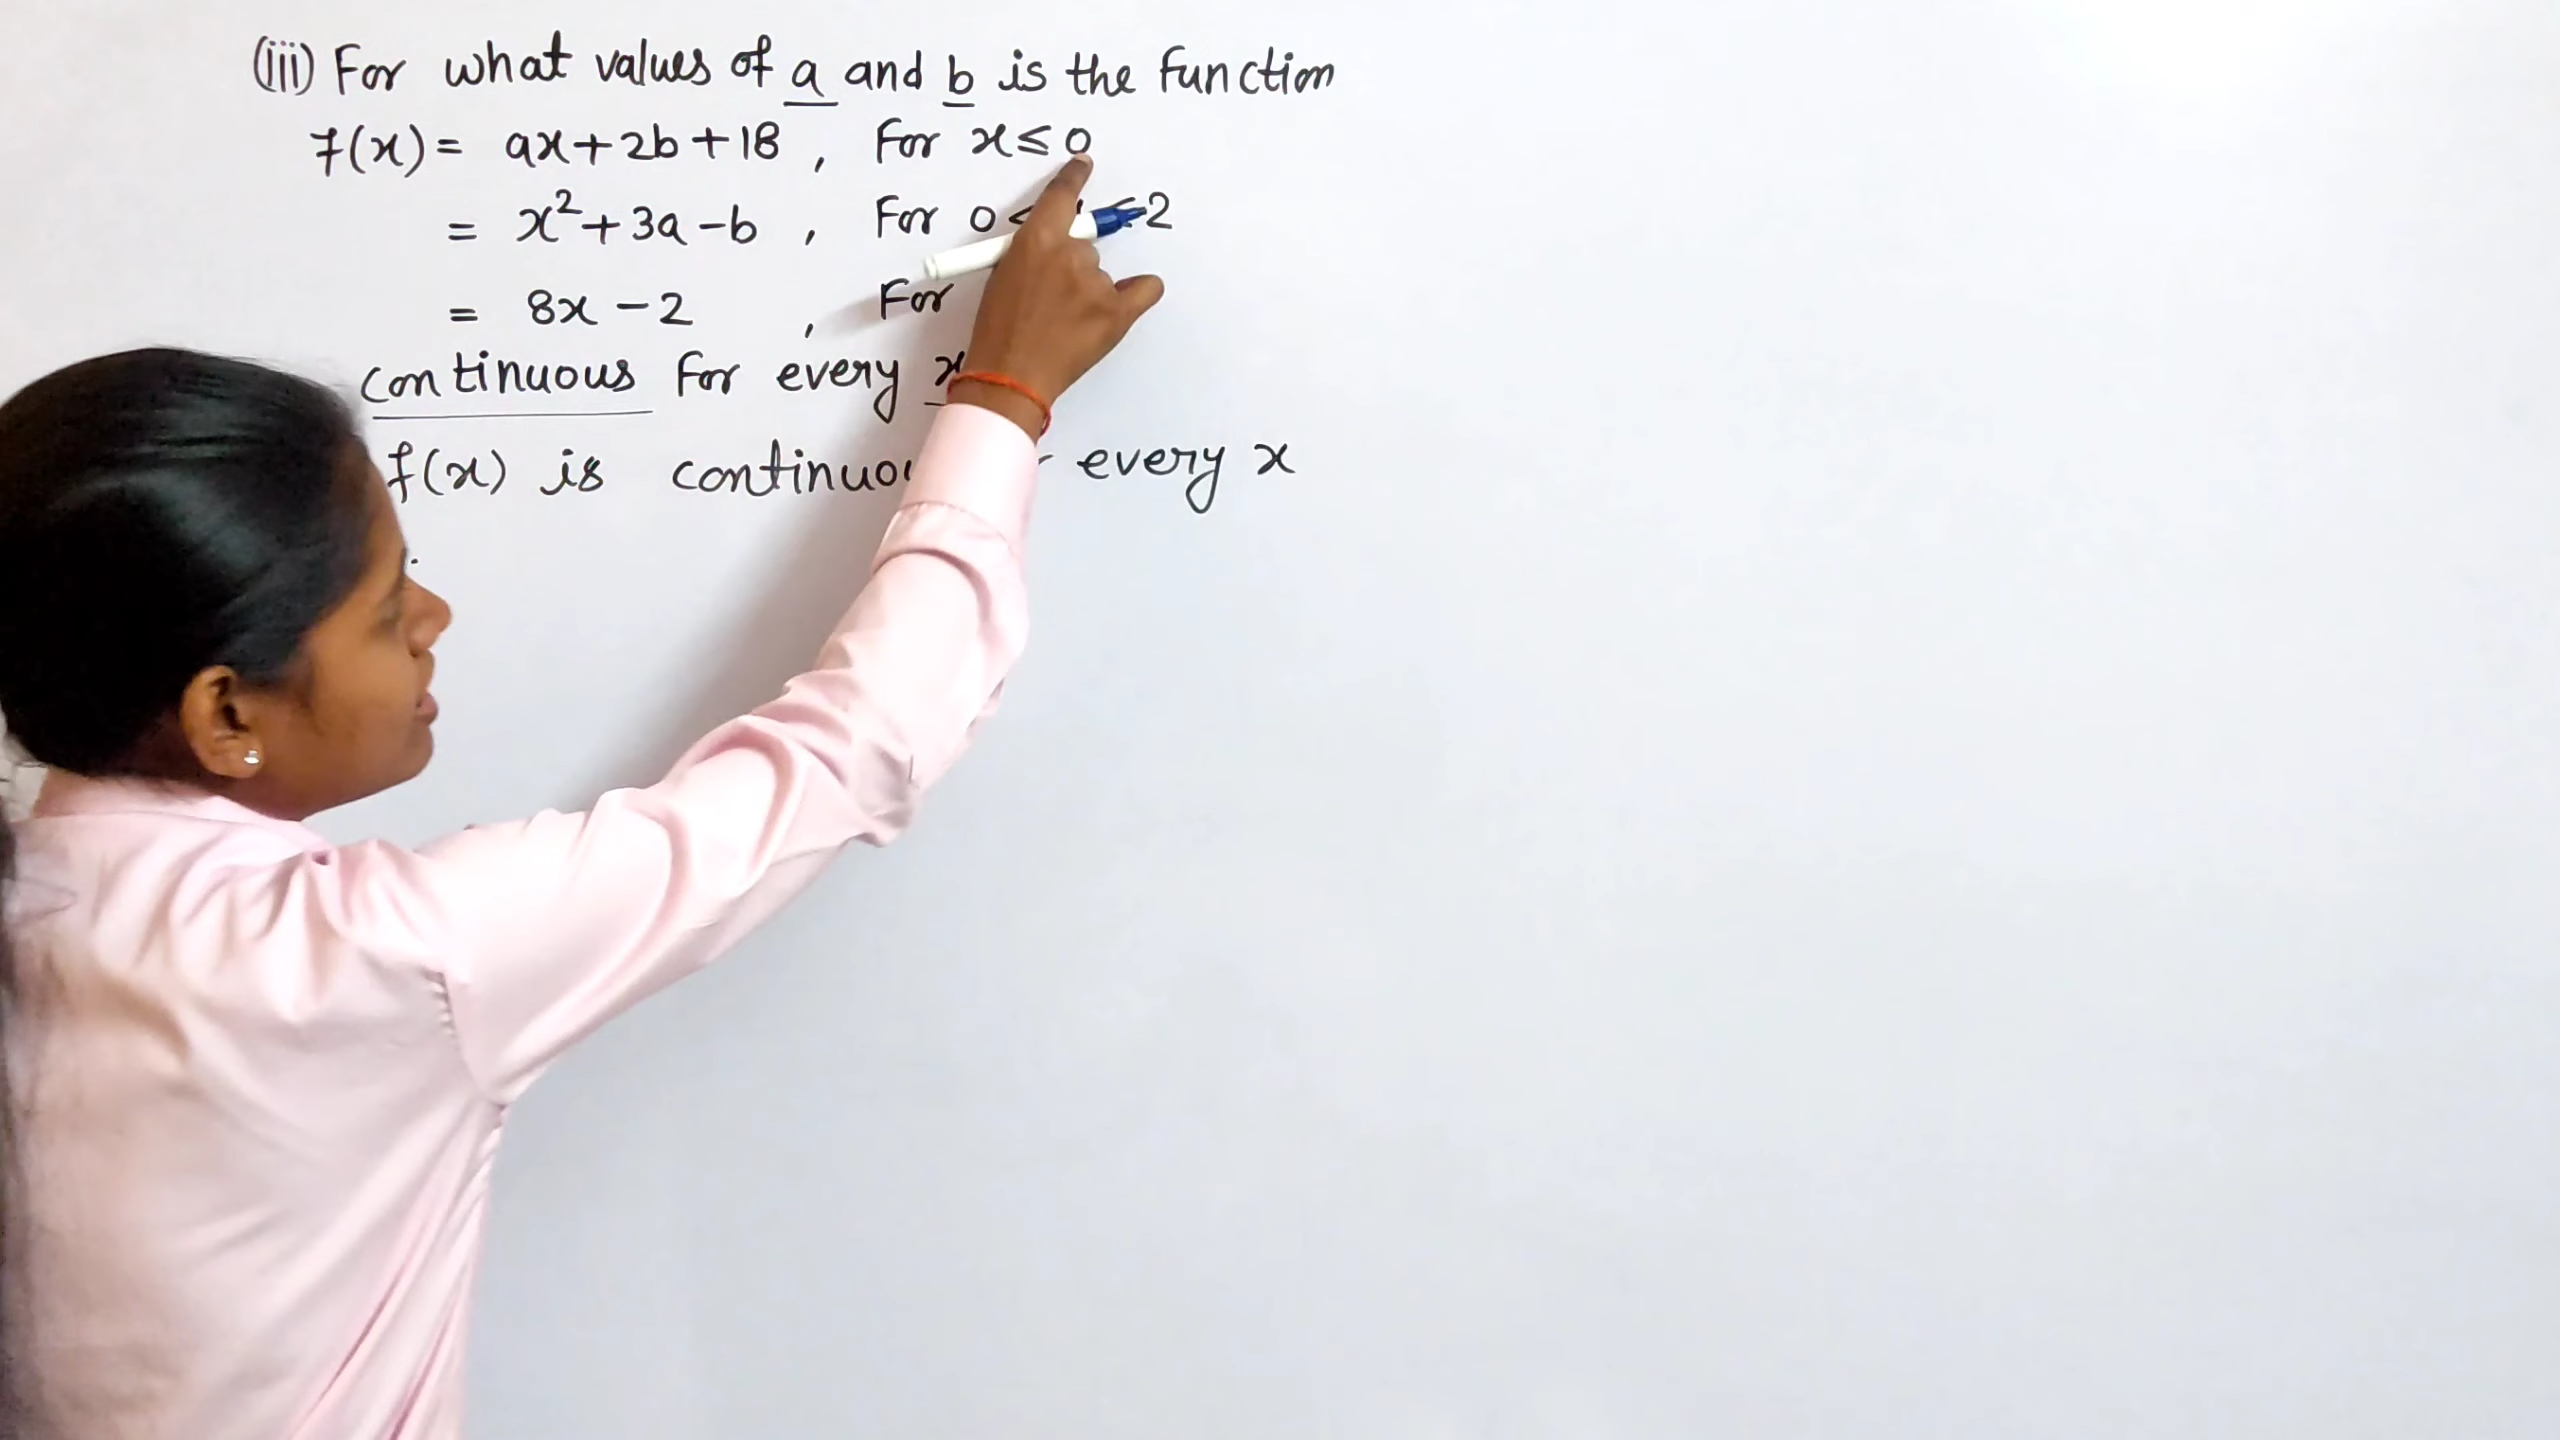 (iii) For what values of a and b is the function
f(x) = ax+2b+18 , For x≤0
= x²+3a-b , For 0< 2
= 8x-2 , For
continuous for every x
f(x) is every x